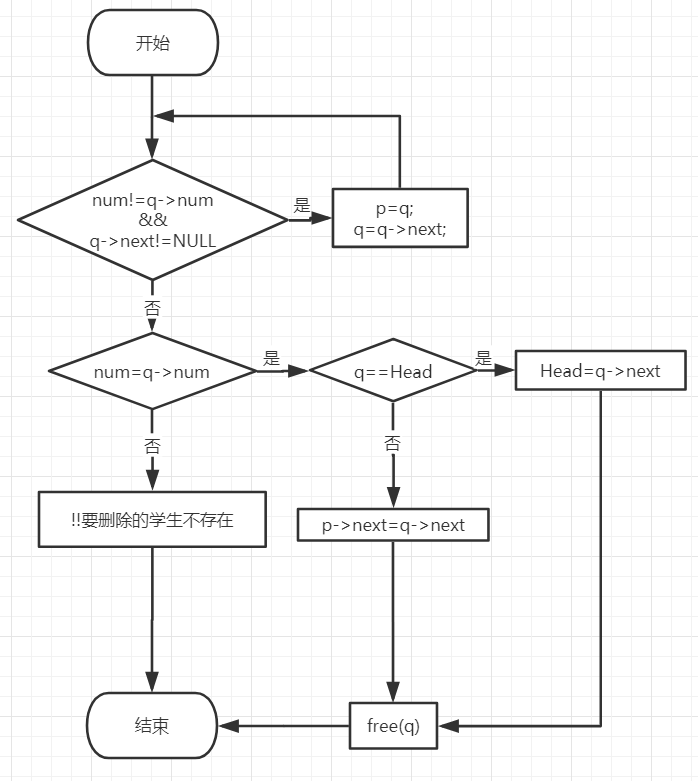 开始
num!=q->num
&&
q->next!=NULL
是
p=q;
q=q->next;
否
num=q->num
是
q==Head
是
Head=q->next
否
否
!!要删除的学生不存在
p->next=q->next
结束
free(q)